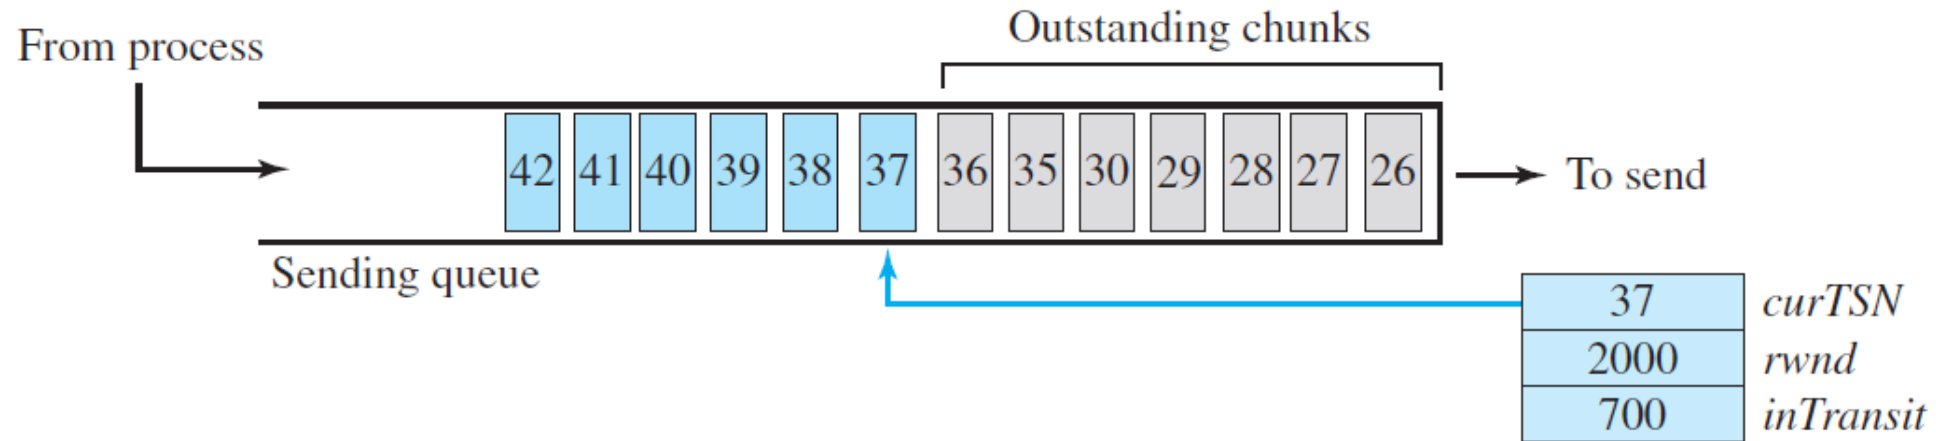 Outstanding chunks
From process
42 41 40 39 38 37 36 35 30 29 28 27 26
To send
Sending queue
37 curTSN
2000 rwnd
700 inTransit